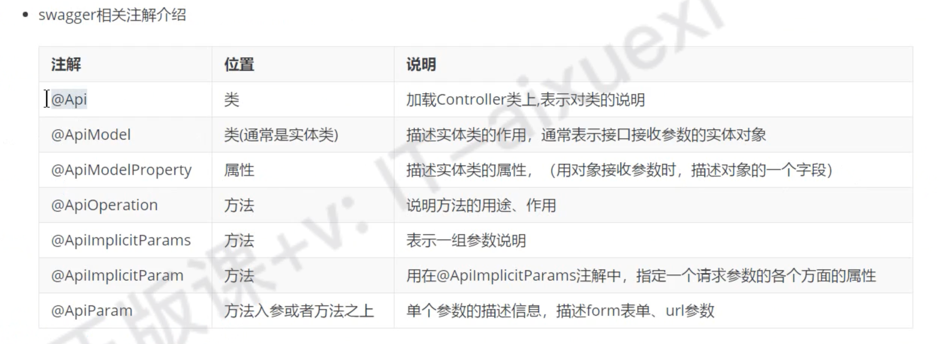 swagger相关注解介绍
注解 位置 说明
@Api 类 加载Controller类上,表示对类的说明
@ApiModel 类(通常是实体类) 描述实体类的作用，通常表示接口接收参数的实体对象
@ApiModelProperty 属性 描述实体类的属性，（用对象接收参数时，描述对象的一个字段）
@ApiOperation 方法 说明方法的用途、作用
@ApiImplicitParams 方法 表示一组参数说明
@ApiImplicitParam 方法 用在@ApiImplicitParams注解中，指定一个请求参数的各个方面的属性
@ApiParam 方法入参或者方法之上 单个参数的描述信息，描述form表单、url参数
正版课+v: IT-aixuexi